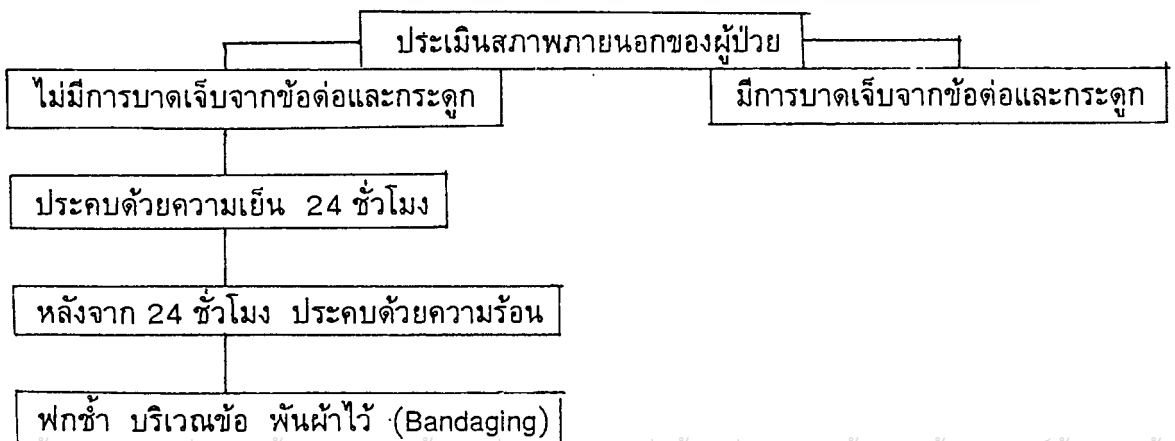 ประเมินสภาพภายนอกของผู้ป่วย
ไม่มีการบาดเจ็บจากข้อต่อและกระดูก
มีการบาดเจ็บจากข้อต่อและกระดูก
ประคบด้วยความเย็น 24 ชั่วโมง
หลังจาก 24 ชั่วโมง ประคบด้วยความร้อน
ฟกช้ำ บริเวณข้อ พันผ้าไว้ (Bandaging)